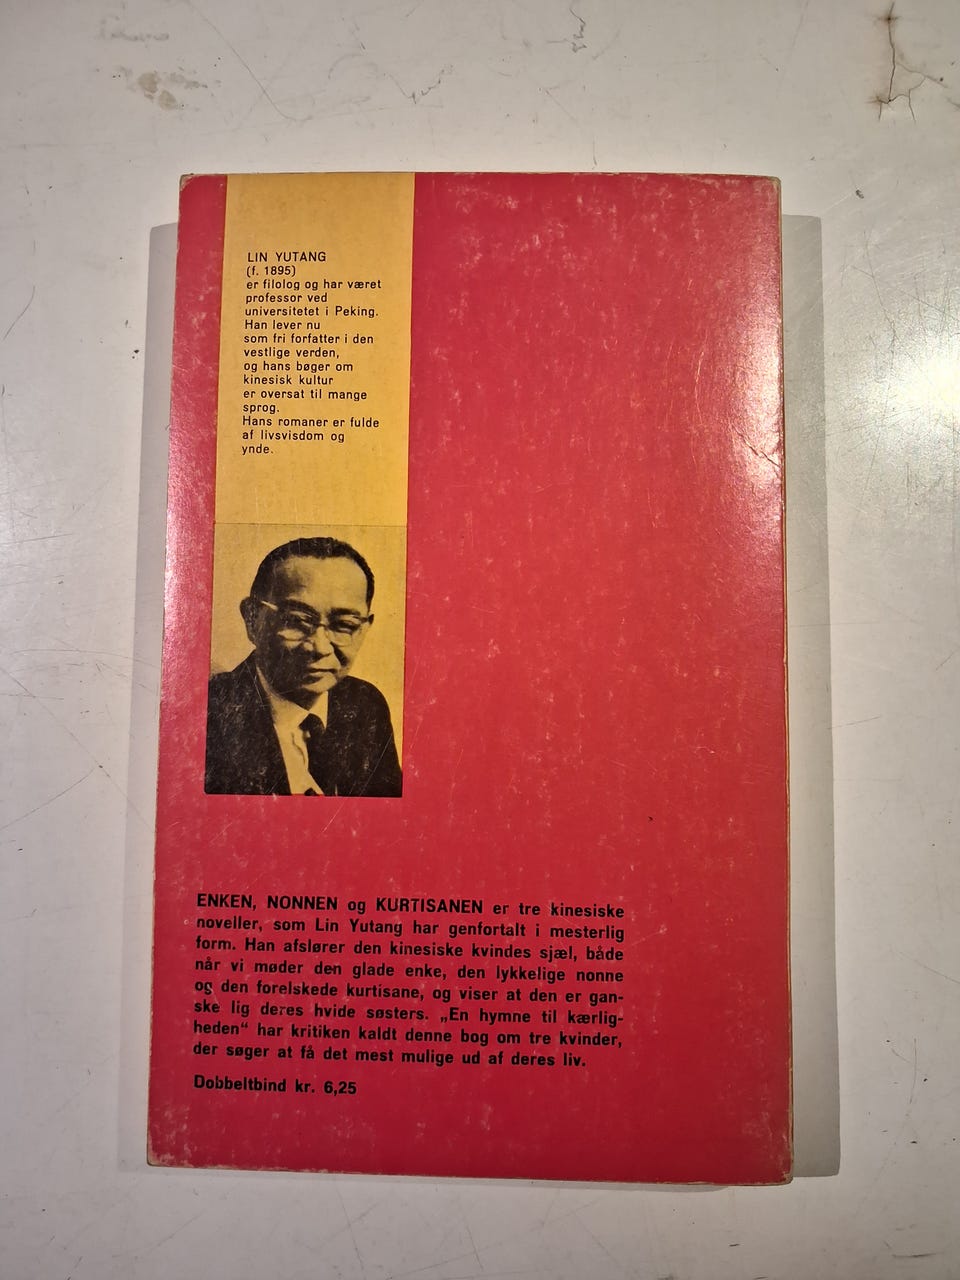 LIN YUTANG
(f. 1895)
er filolog og har været
professor ved
universitetet i Peking.
Han lever nu
som fri forfatter i den
vestlige verden,
og hans bøger om
kinesisk kultur
er oversat til mange
sprog.
Hans romaner er fulde
af livsvisdom og
ynde.
ENKEN, NONNEN og KURTISANEN er tre kinesiske
noveller, som Lin Yutang har genfortalt i mesterlig
form. Han afslører den kinesiske kvindes sjæl, både
når vi møder den glade enke, den lykkelige nonne
og den forelskede kurtisane, og viser at den er gan-
ske lig deres hvide søsters. „En hymne til kærlig-
heden“ har kritiken kaldt denne bog om tre kvinder,
der søger at få det mest mulige ud af deres liv.
Dobbeltbind kr. 6,25